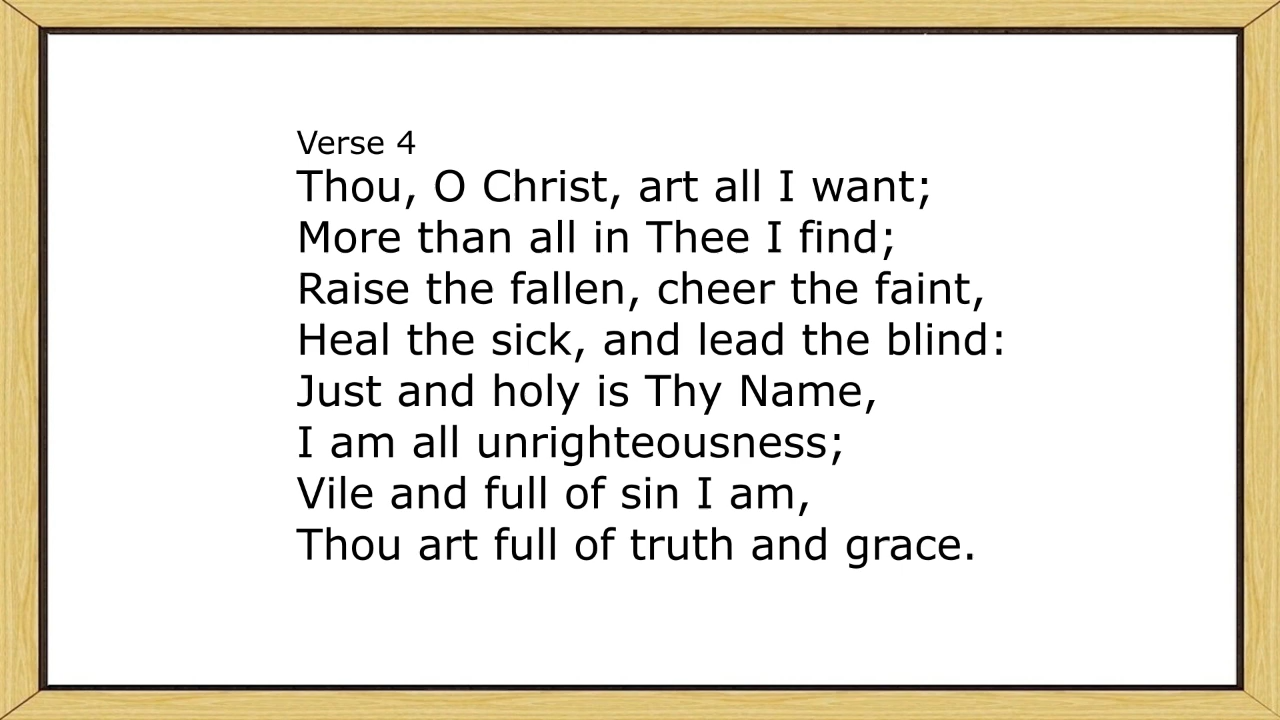 Verse 4
Thou, O Christ, art all I want;
More than all in Thee I find;
Raise the fallen, cheer the faint,
Heal the sick, and lead the blind:
Just and holy is Thy Name,
I am all unrighteousness;
Vile and full of sin I am,
Thou art full of truth and grace.